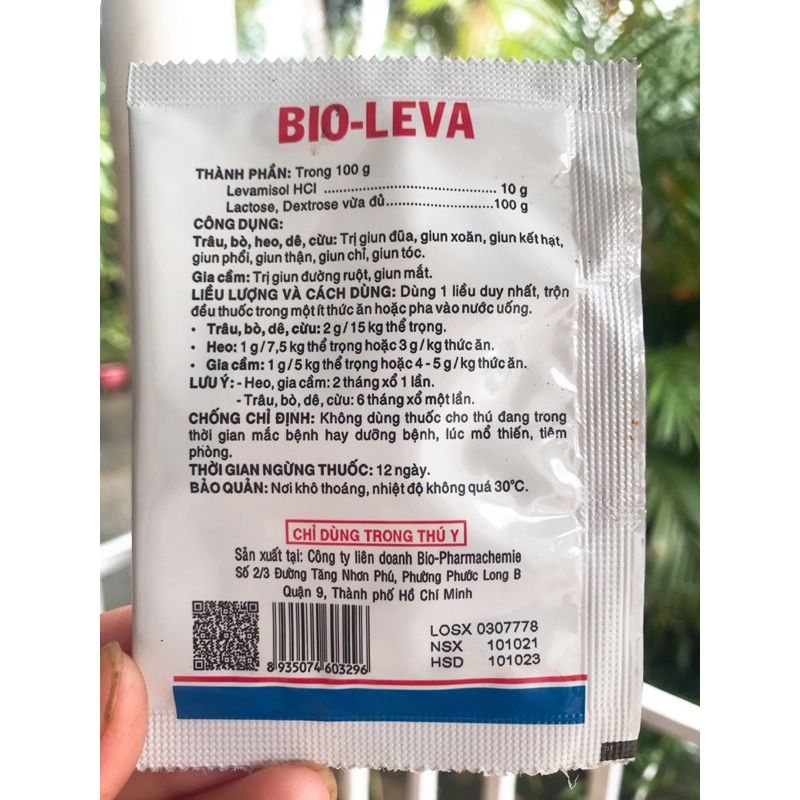 BIO-LEVA
THÀNH PHẦN: Trong 100 g
Levamisol HCl ............................................. 10 g
Lactose, Dextrose vừa đủ...........................100 g
CÔNG DỤNG:
Trâu, bò, heo, dê, cừu: Trị giun đũa, giun xoăn, giun kết hạt,
giun phổi, giun thận, giun chỉ, giun tóc.
Gia cầm: Trị giun đường ruột, giun mắt.
LIỀU LƯỢNG VÀ CÁCH DÙNG: Dùng 1 liều duy nhất, trộn
đều thuốc trong một ít thức ăn hoặc pha vào nước uống.
• Trâu, bò, dê, cừu: 2 g / 15 kg thể trọng.
• Heo: 1 g / 7,5 kg thể trọng hoặc 3 g / kg thức ăn.
• Gia cầm: 1 g / 5 kg thể trọng hoặc 4 - 5 g / kg thức ăn.
LƯU Ý: - Heo, gia cầm: 2 tháng xổ 1 lần.
- Trâu, bò, dê, cừu: 6 tháng xổ một lần.
CHỐNG CHỈ ĐỊNH: Không dùng thuốc cho thú đang trong
thời gian mắc bệnh hay dưỡng bệnh, lúc mổ thiến, tiêm
phòng.
THỜI GIAN NGỪNG THUỐC: 12 ngày.
BẢO QUẢN: Nơi khô thoáng, nhiệt độ không quá 30°C.
CHỈ DÙNG TRONG THÚ Y
Sản xuất tại: Công ty liên doanh Bio-Pharmachemie
Số 2/3 Đường Tăng Nhơn Phú, Phường Phước Long B
Quận 9, Thành phố Hồ Chí Minh
8 935074 603296
LOSX 0307778
NSX 101021
HSD 101023